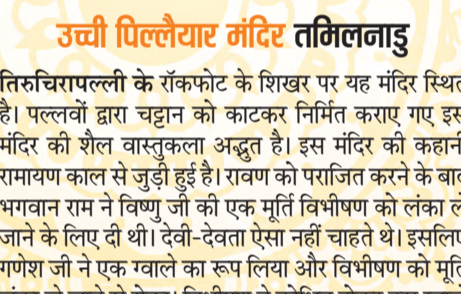 उच्ची पिल्लैयार मंदिर तमिलनाडु
तिरुचिरापल्ली के रॉकफोट के शिखर पर यह मंदिर स्थित
है। पल्लवों द्वारा चट्टान को काटकर निर्मित कराए गए इस
मंदिर की शैल वास्तुकला अद्भुत है। इस मंदिर की कहानी
रामायण काल से जुड़ी हुई है। रावण को पराजित करने के बाद
भगवान राम ने विष्णु जी की एक मूर्ति विभीषण को लंका ले
जाने के लिए दी थी। देवी-देवता ऐसा नहीं चाहते थे। इसलिए
गणेश जी ने एक ग्वाले का रूप लिया और विभीषण को मूर्ति